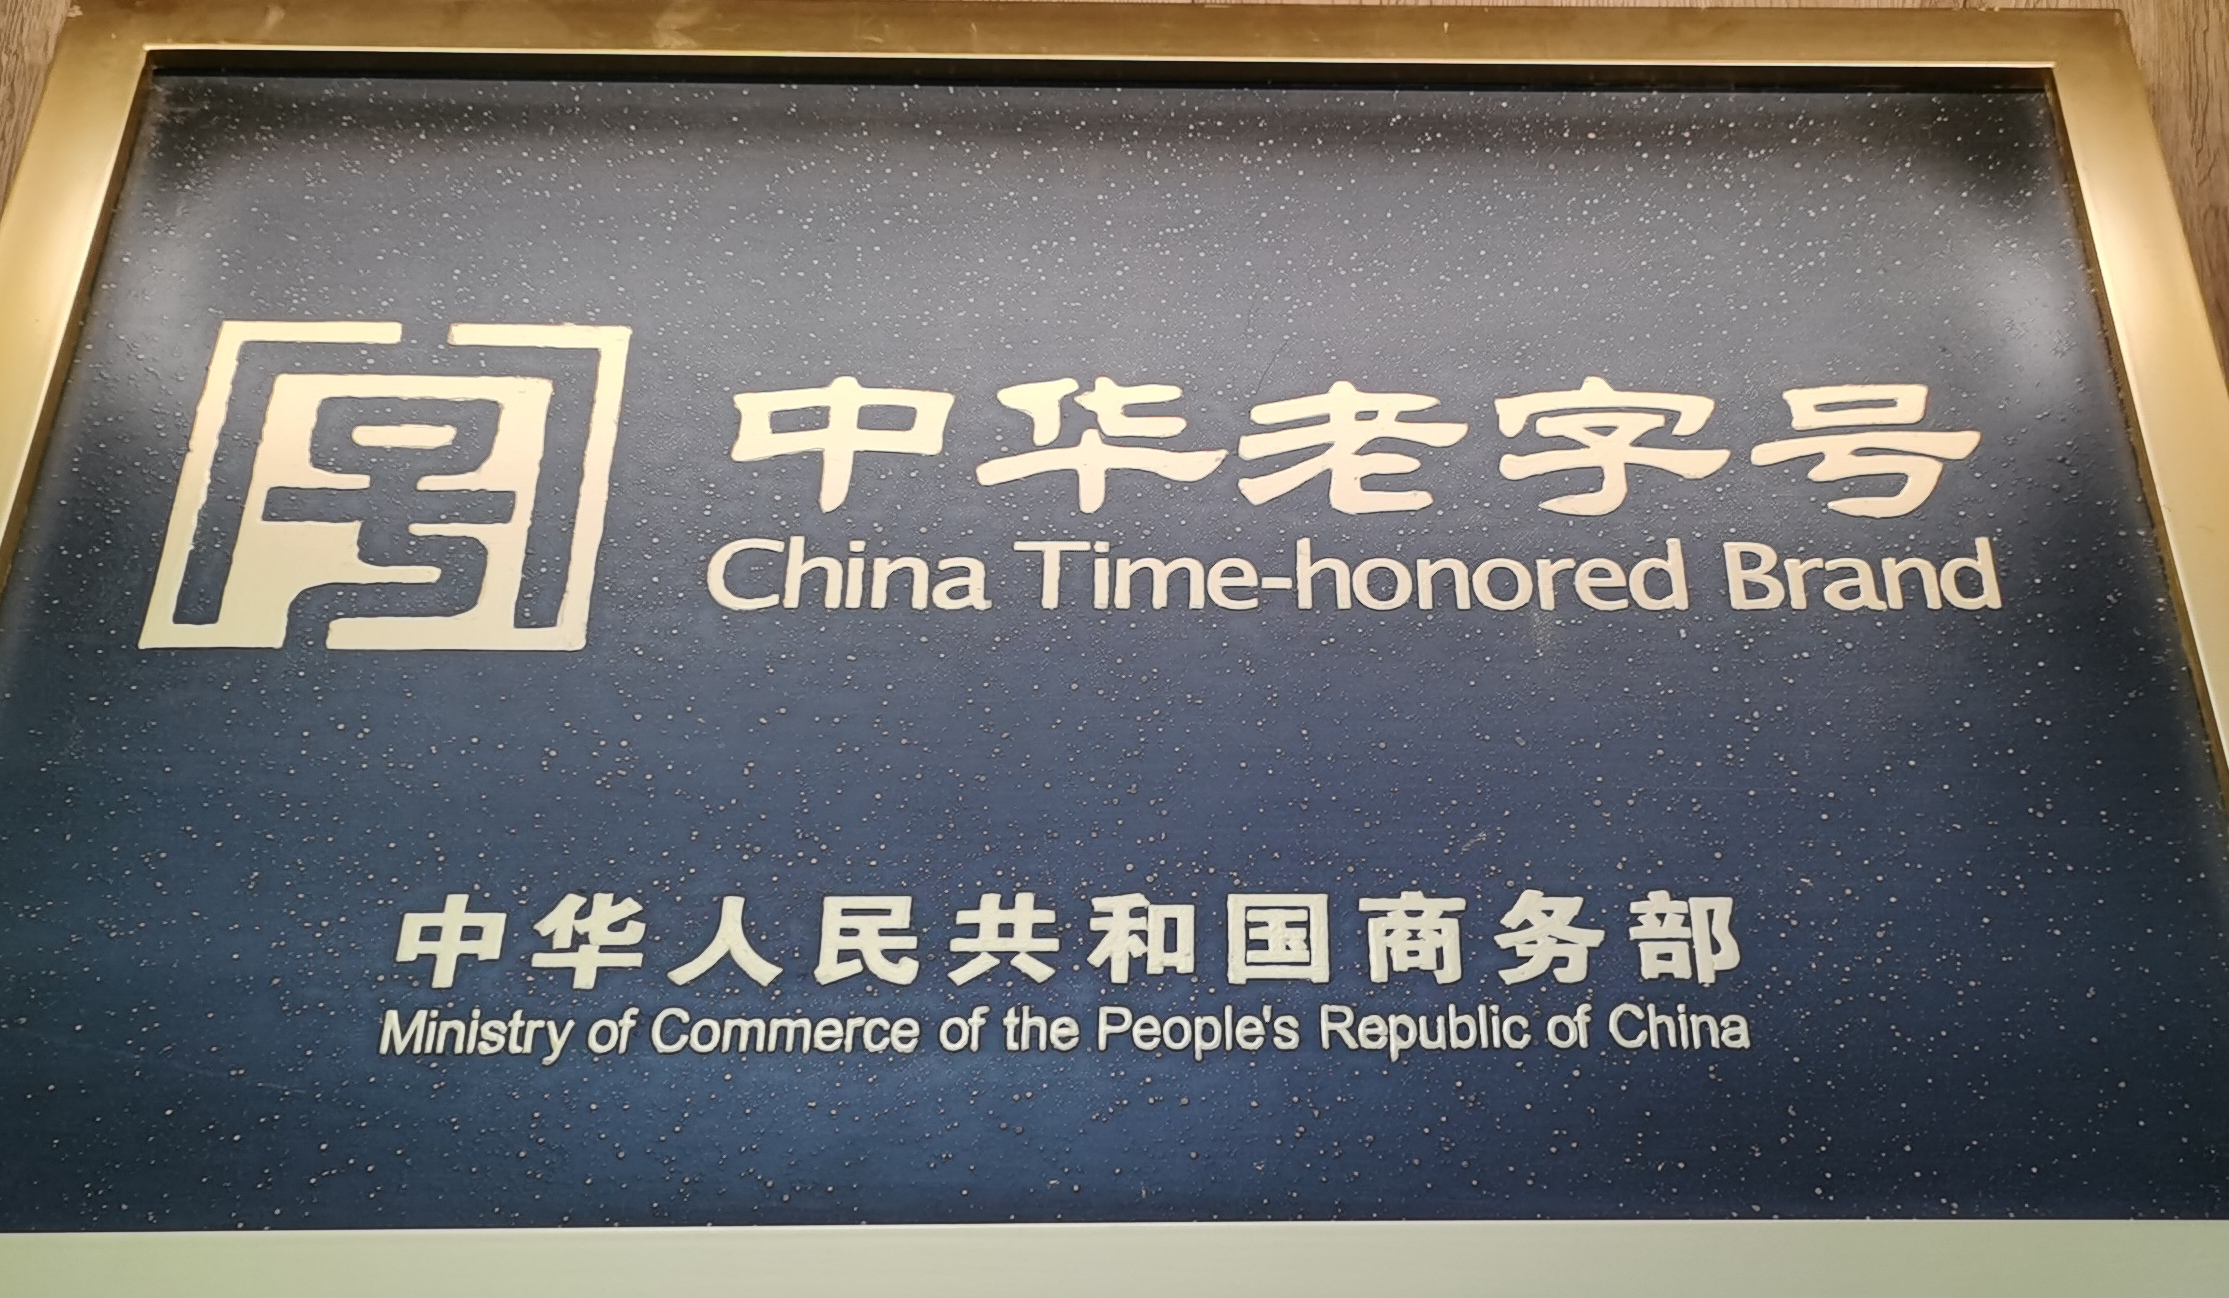 中华老字号
China Time-honored Brand
中华人民共和国商务部
Ministry of Commerce of the People's Republic of China